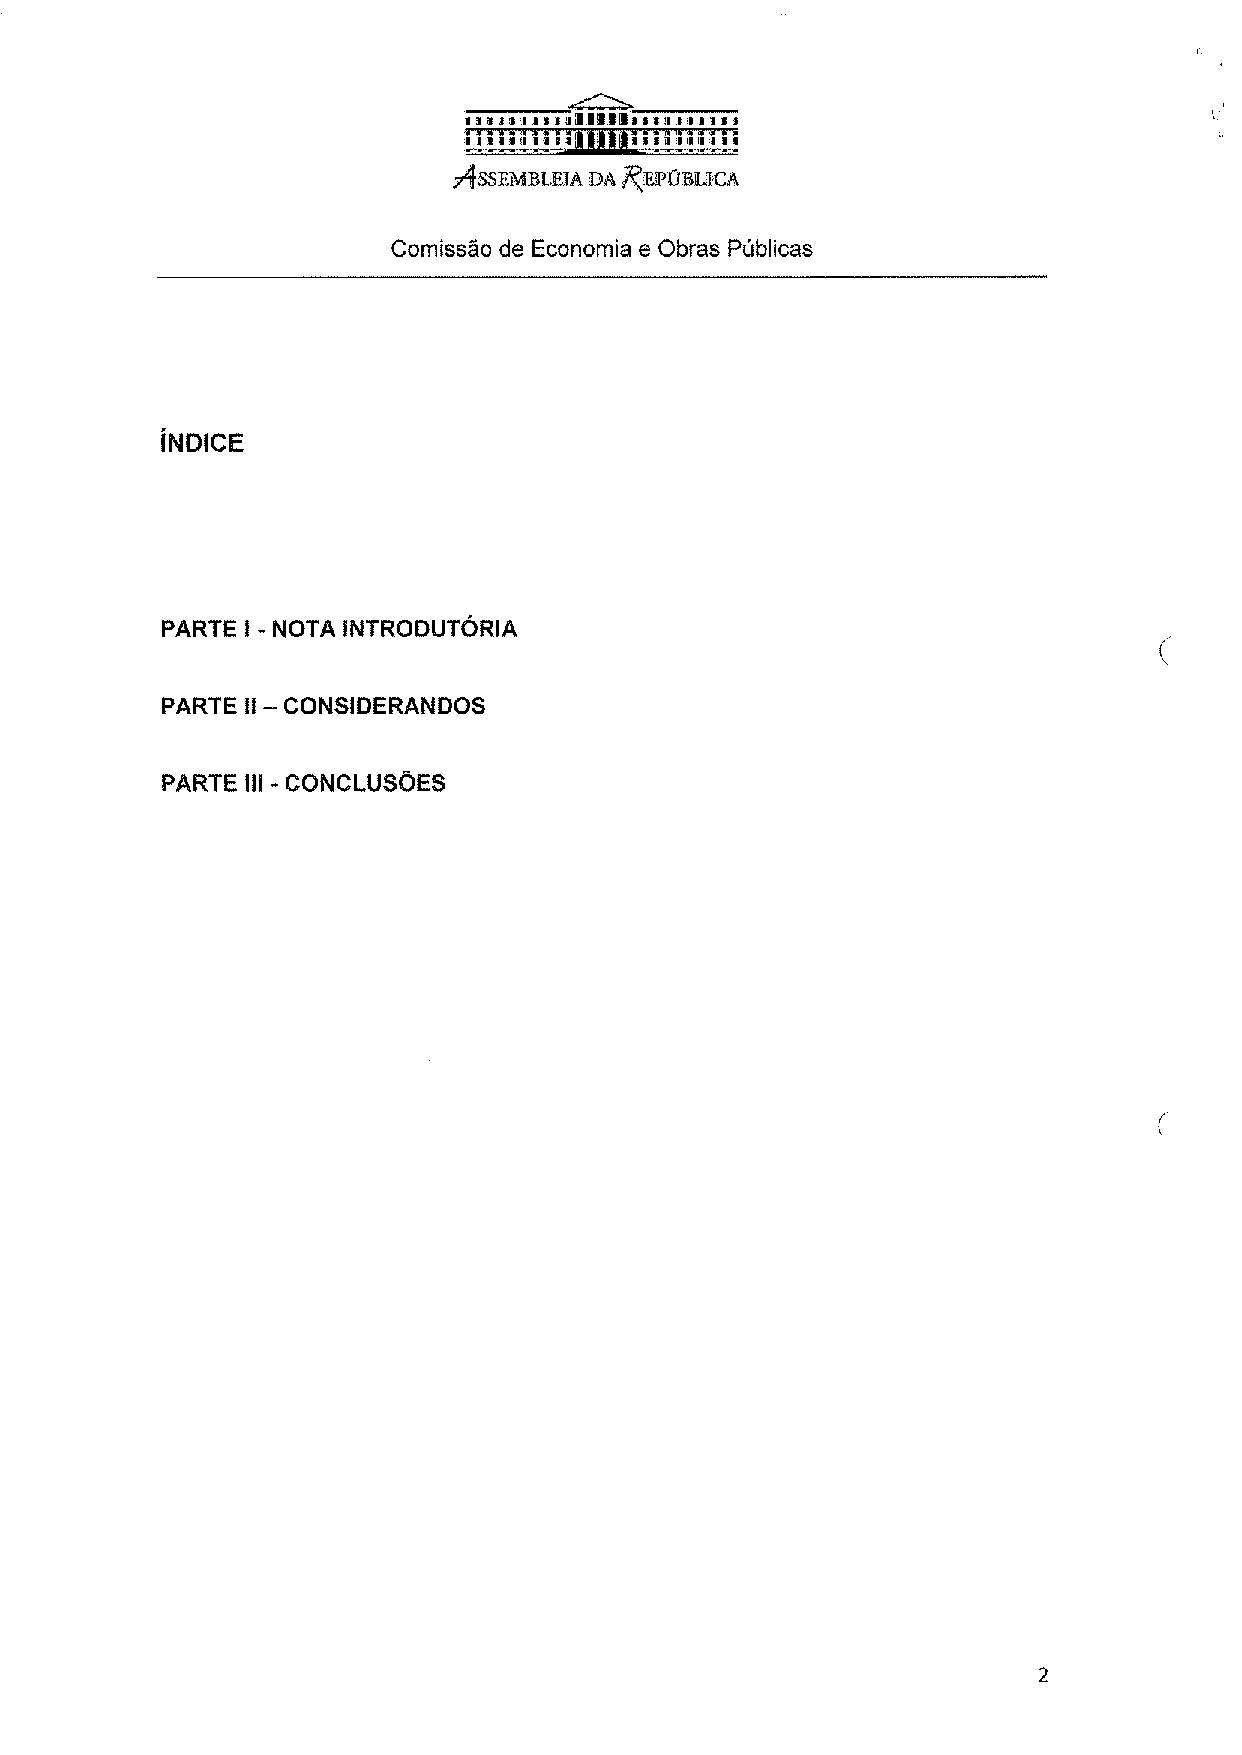 ASSEMBLEIA DA REPÚBLICA
Comissão de Economia e Obras Públicas
ÍNDICE
PARTE I - NOTA INTRODUTÓRIA
PARTE II – CONSIDERANDOS
PARTE III - CONCLUSÕES
2